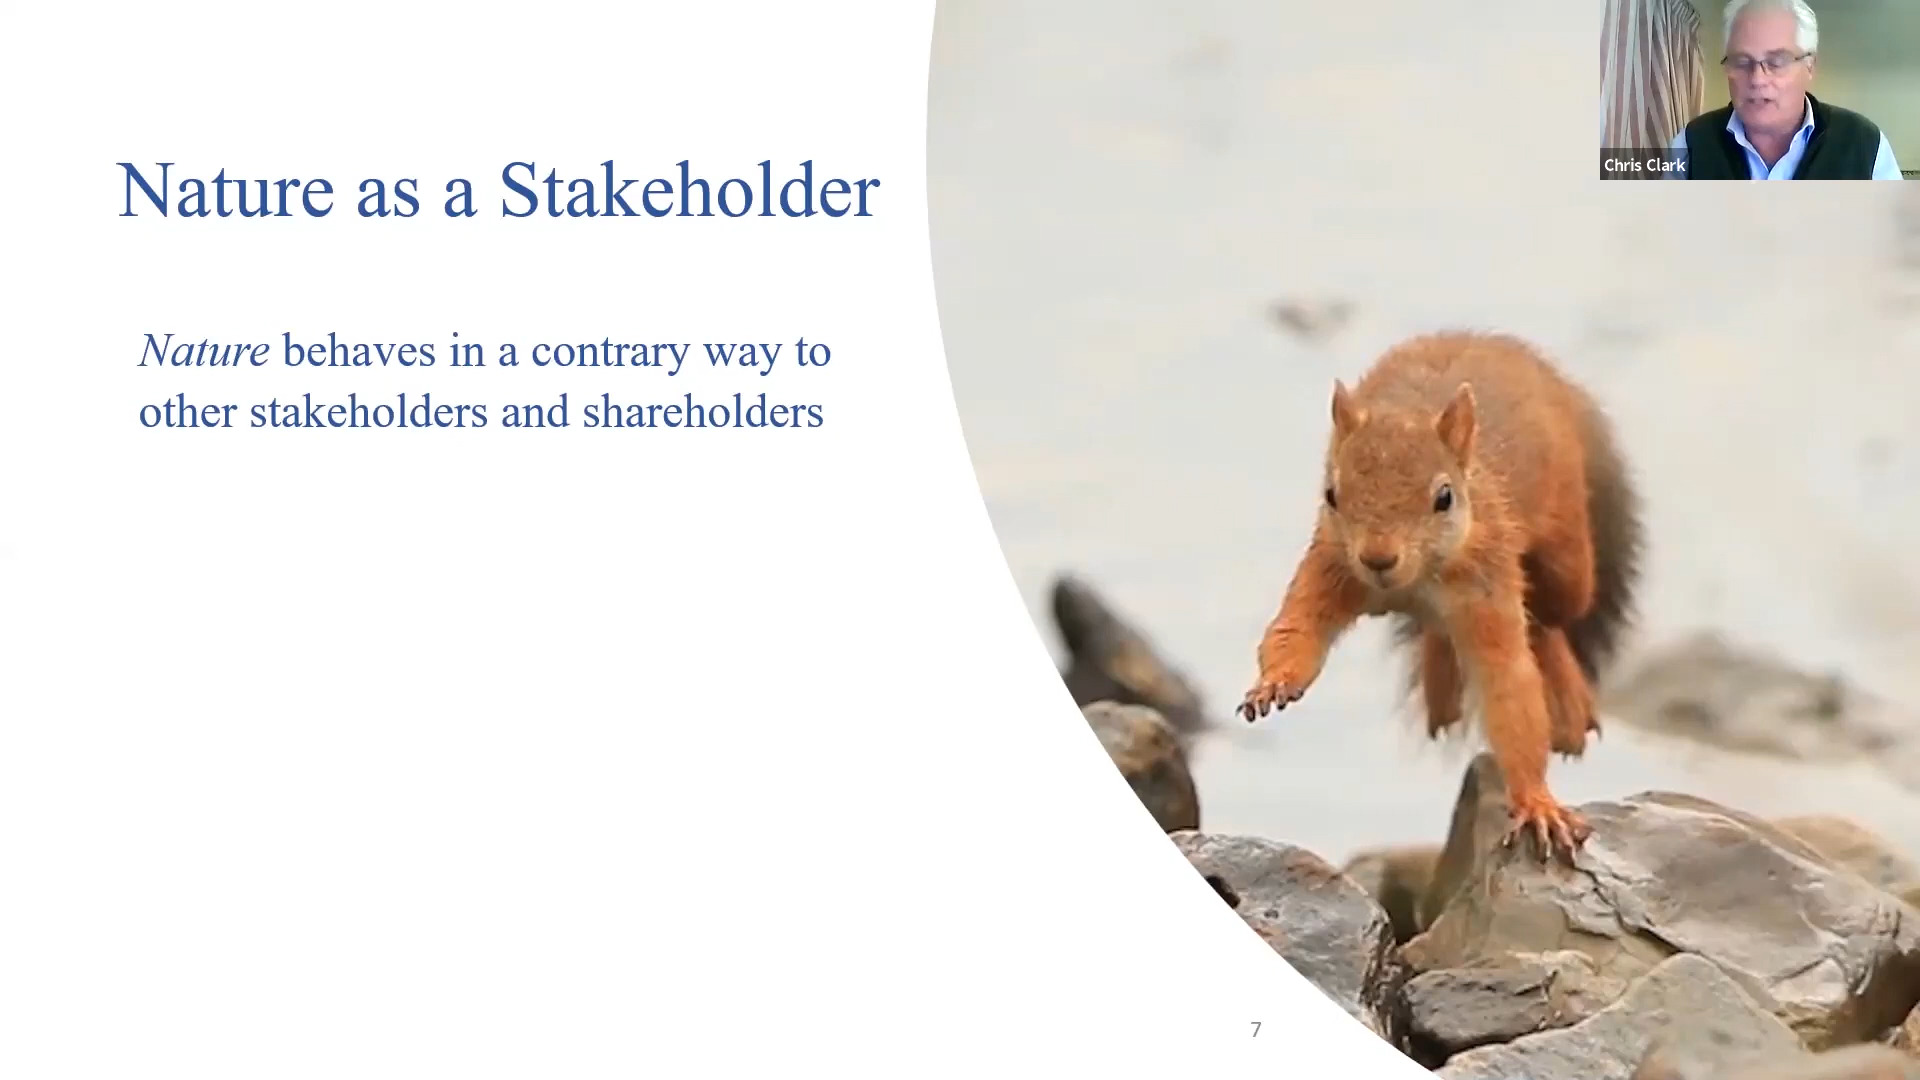 Nature as a Stakeholder
Nature behaves in a contrary way to
other stakeholders and shareholders
Chris Clark
7